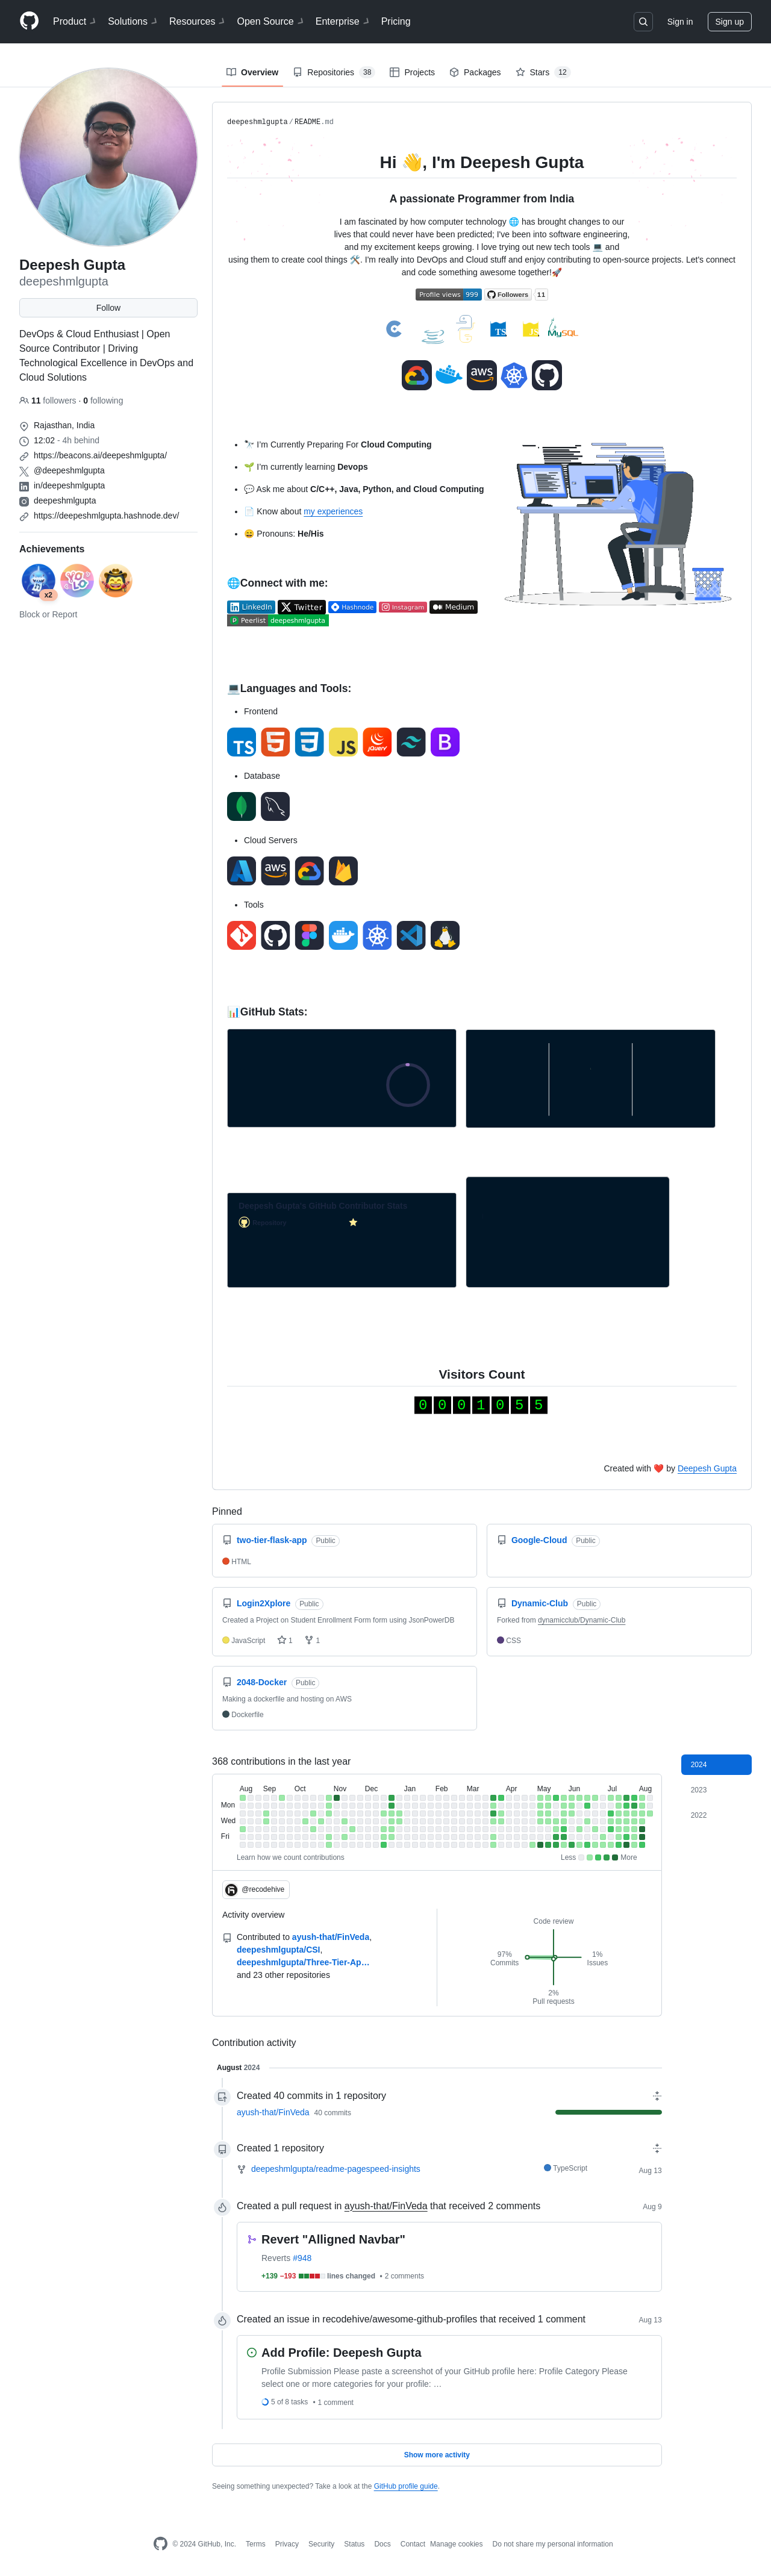 Product
Solutions
Resources
Open Source
Enterprise
Pricing
Sign in
Sign up
Overview
Repositories 38
Projects
Packages
Stars 12
Deepesh Gupta
deepeshmlgupta
Follow
DevOps & Cloud Enthusiast | Open
Source Contributor | Driving
Technological Excellence in DevOps and
Cloud Solutions
11 followers · 0 following
Rajasthan, India
12:02 - 4h behind
https://beacons.ai/deepeshmlgupta/
@deepeshmlgupta
in/deepeshmlgupta
deepeshmlgupta
https://deepeshmlgupta.hashnode.dev/
Achievements
YOLO
x2
Block or Report
deepeshmlgupta/README.md
Hi 👋, I'm Deepesh Gupta
A passionate Programmer from India
I am fascinated by how computer technology 🌐 has brought changes to our
lives that could never have been predicted; I've been into software engineering,
and my excitement keeps growing. I love trying out new tech tools 💻 and
using them to create cool things 🛠️. I'm really into DevOps and Cloud stuff and enjoy contributing to open-source projects. Let's connect
and code something awesome together!🚀
Profile views 999
Followers 11
TS
JS
MySQL
aws
🔭 I'm Currently Preparing For Cloud Computing
🌱 I'm currently learning Devops
💬 Ask me about C/C++, Java, Python, and Cloud Computing
📄 Know about my experiences
😄 Pronouns: He/His
🌐Connect with me:
LinkedIn
Twitter
Hashnode
Instagram
Medium
Peerlist deepeshmlgupta
💻Languages and Tools:
Frontend
TS
JS
jQuery
B
Database
Cloud Servers
aws
Tools
📊GitHub Stats:
Deepesh Gupta's GitHub Contributor Stats
Visitors Count
0001055
Created with ❤️ by Deepesh Gupta
Pinned
two-tier-flask-app Public
HTML
Google-Cloud Public
Login2Xplore Public
Created a Project on Student Enrollment Form form using JsonPowerDB
JavaScript 1 1
Dynamic-Club Public
Forked from dynamicclub/Dynamic-Club
CSS
2048-Docker Public
Making a dockerfile and hosting on AWS
Dockerfile
368 contributions in the last year
2024
2023
2022
Aug Sep Oct Nov Dec Jan Feb Mar Apr May Jun Jul Aug
Mon
Wed
Fri
Learn how we count contributions
Less More
@recodehive
Activity overview
Contributed to ayush-that/FinVeda,
deepeshmlgupta/CSI,
deepeshmlgupta/Three-Tier-Ap…
and 23 other repositories
Code review
97%
Commits
1%
Issues
2%
Pull requests
Contribution activity
August 2024
Created 40 commits in 1 repository
ayush-that/FinVeda 40 commits
Created 1 repository
deepeshmlgupta/readme-pagespeed-insights
TypeScript
Aug 13
Created a pull request in ayush-that/FinVeda that received 2 comments
Aug 9
Revert "Alligned Navbar"
Reverts #948
+139 −193 lines changed • 2 comments
Created an issue in recodehive/awesome-github-profiles that received 1 comment
Aug 13
Add Profile: Deepesh Gupta
Profile Submission Please paste a screenshot of your GitHub profile here: Profile Category Please
select one or more categories for your profile: …
5 of 8 tasks • 1 comment
Show more activity
Seeing something unexpected? Take a look at the GitHub profile guide.
© 2024 GitHub, Inc.
Terms
Privacy
Security
Status
Docs
Contact
Manage cookies
Do not share my personal information